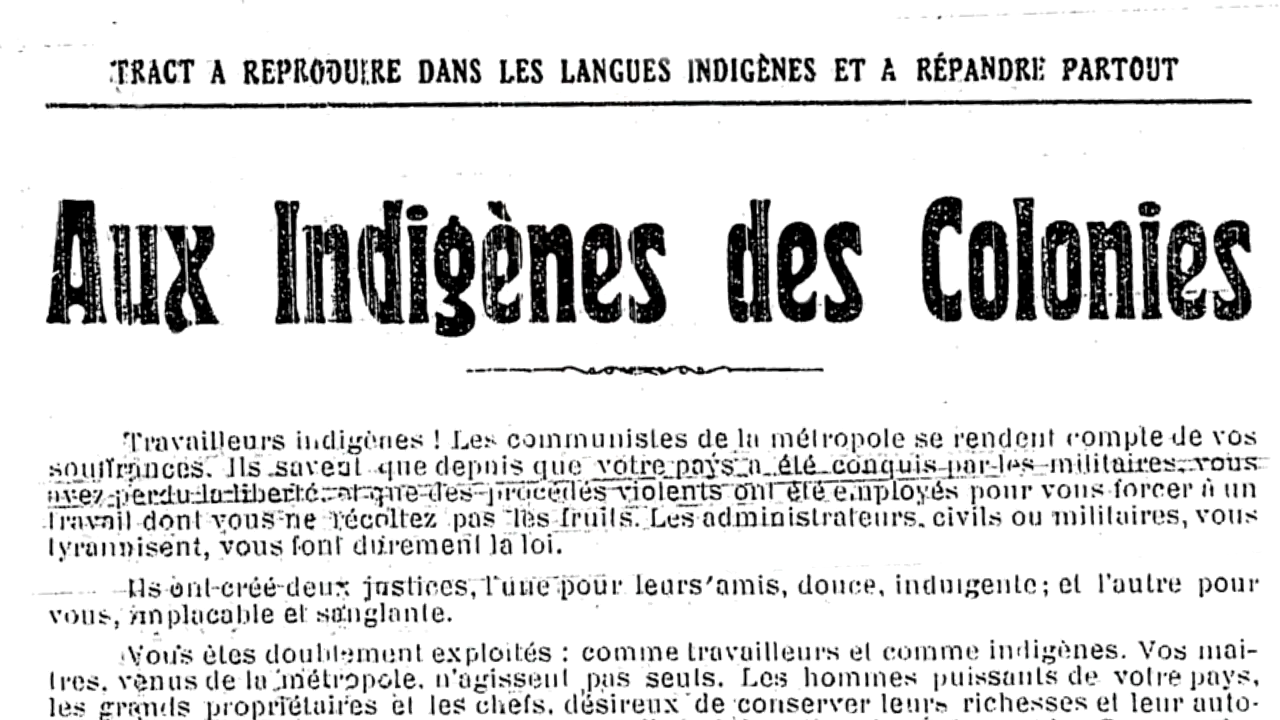 TRACT A REPRODUIRE DANS LES LANGUES INDIGÈNES ET A RÉPANDRE PARTOUT
Aux Indigènes des Colonies
Travailleurs indigènes ! Les communistes de la métropole se rendent compte de vos
souffrances. Ils savent que depuis que votre pays a été conquis par les militaires, vous
avez perdu la liberté, et que des procédés violents ont été employés pour vous forcer à un
travail dont vous ne récoltez pas les fruits. Les administrateurs, civils ou militaires, vous
tyrannisent, vous font durement la loi.
Ils ont créé deux justices, l'une pour leurs amis, douce, indulgente ; et l'autre pour
vous, implacable et sanglante.
Vous êtes doublement exploités : comme travailleurs et comme indigènes. Vos maî-
tres, venus de la métropole, n'agissent pas seuls. Les hommes puissants de votre pays,
les grands propriétaires et les chefs, désireux de conserver leurs richesses et leur auto-